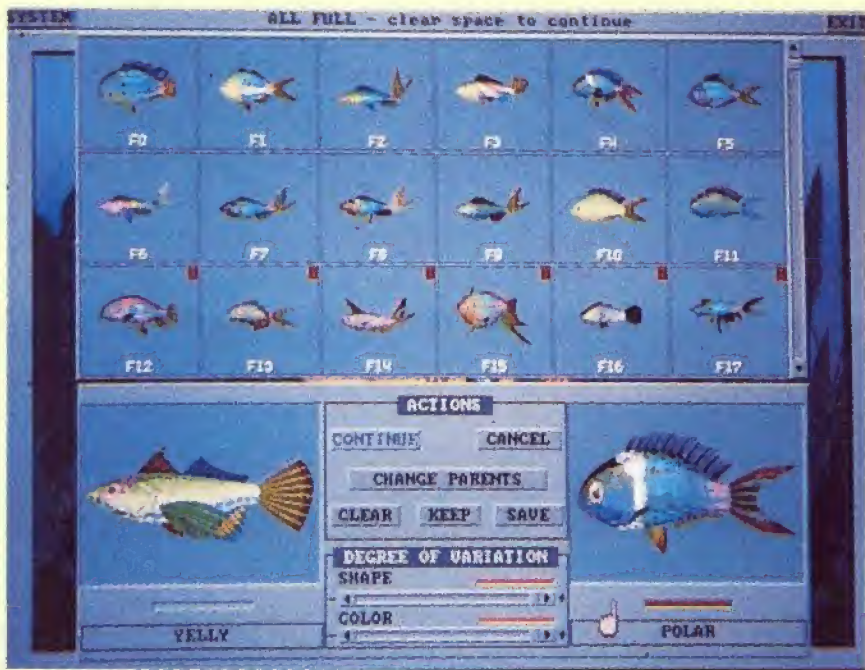 SYSTEM ALL FULL - clear space to continue EXIT
F0 F1 F2 F3 F4 F5
F6 F7 F8 F9 F10 F11
F12 F13 F14 F15 F16 F17
ACTIONS
CONTINUE CANCEL
CHANGE PARENTS
CLEAR KEEP SAVE
DEGREE OF VARIATION
SHAPE
COLOR
YELLY POLAR